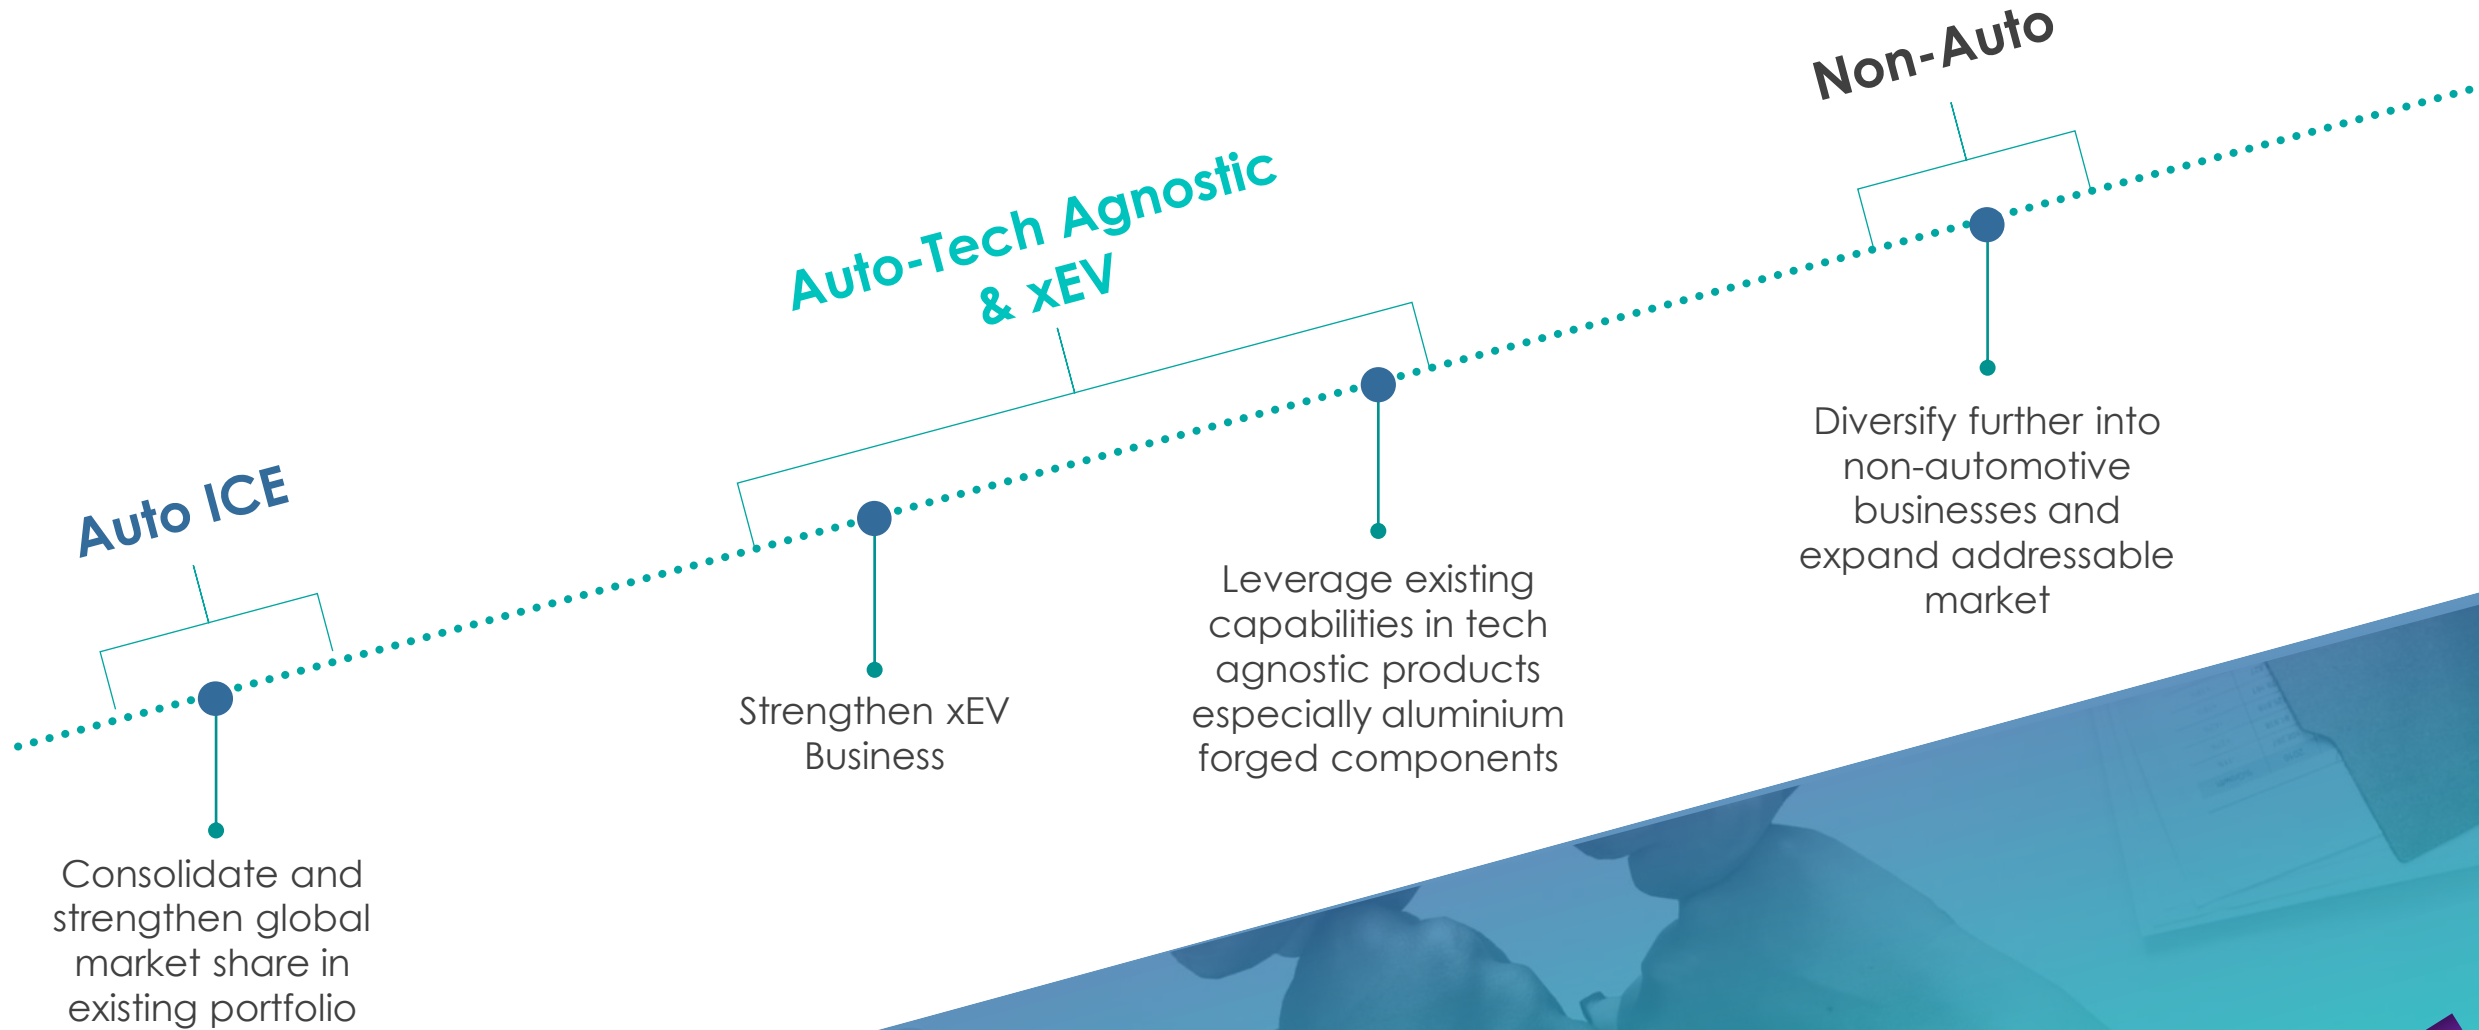 Auto ICE
Consolidate and
strengthen global
market share in
existing portfolio
Auto-Tech Agnostic
& xEV
Strengthen xEV
Business
Leverage existing
capabilities in tech
agnostic products
especially aluminium
forged components
Non-Auto
Diversify further into
non-automotive
businesses and
expand addressable
market